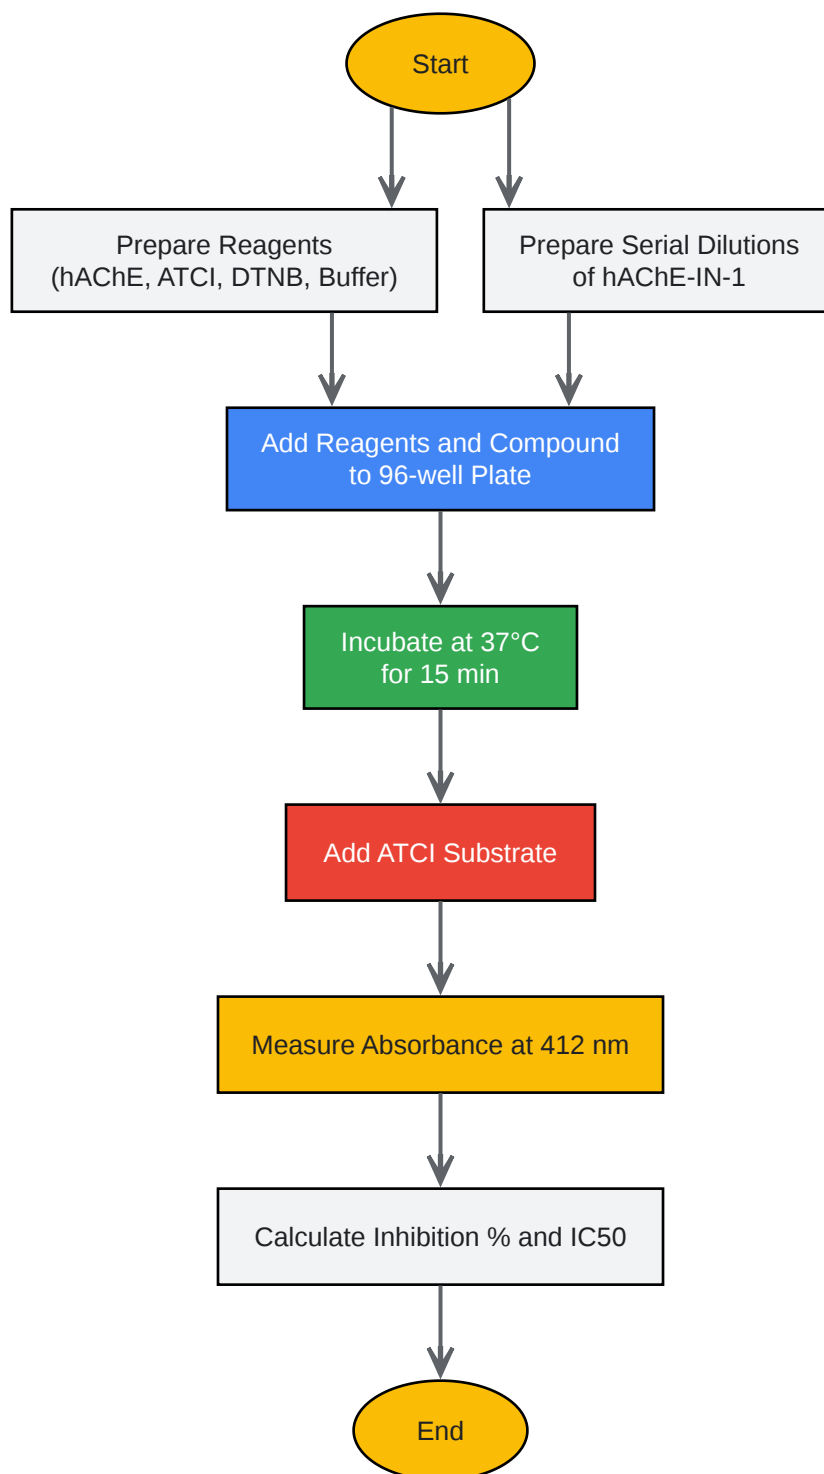 Start
Prepare Reagents
(hAChE, ATCI, DTNB, Buffer)
Prepare Serial Dilutions
of hAChE-IN-1
Add Reagents and Compound
to 96-well Plate
Incubate at 37°C
for 15 min
Add ATCI Substrate
Measure Absorbance at 412 nm
Calculate Inhibition % and IC50
End